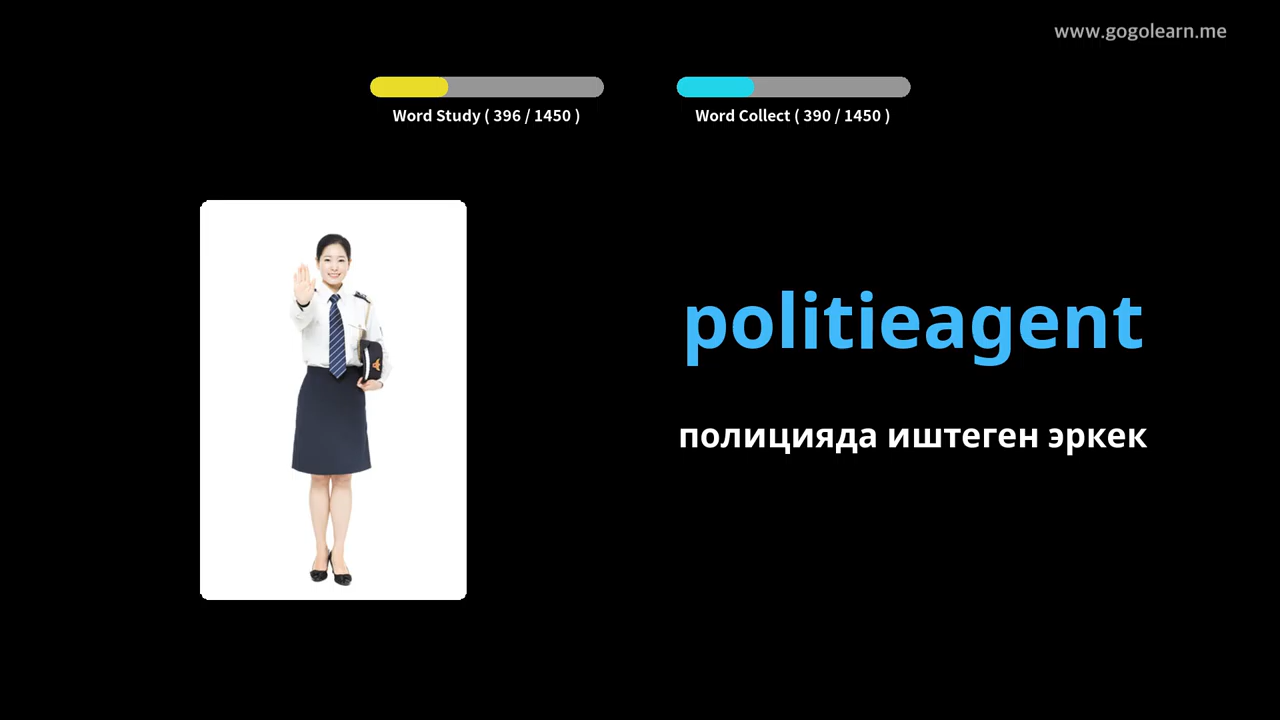 www.gogolearn.me
Word Study ( 396 / 1450 )
Word Collect ( 390 / 1450 )
politieagent
полицияда иштеген эркек